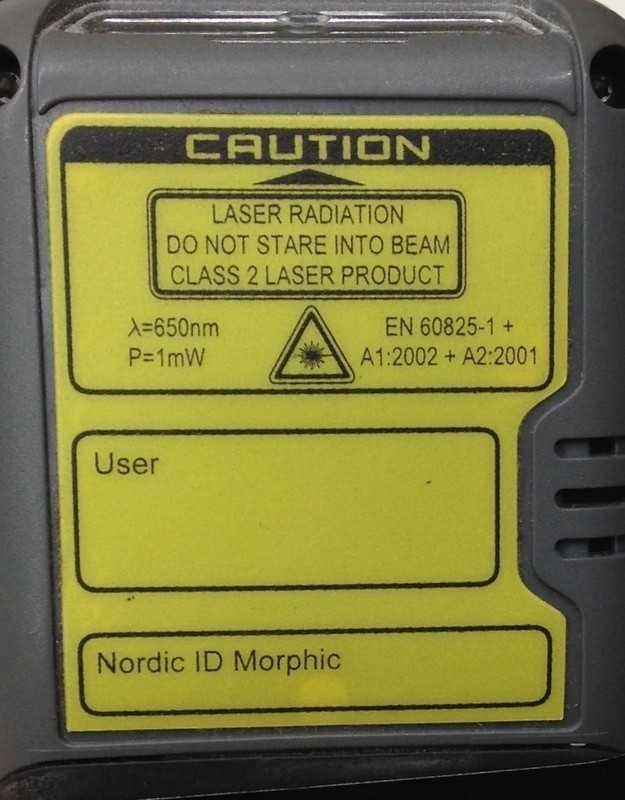 CAUTION
LASER RADIATION
DO NOT STARE INTO BEAM
CLASS 2 LASER PRODUCT
λ=650nm
P=1mW
EN 60825-1 +
A1:2002 + A2:2001
User
Nordic ID Morphic